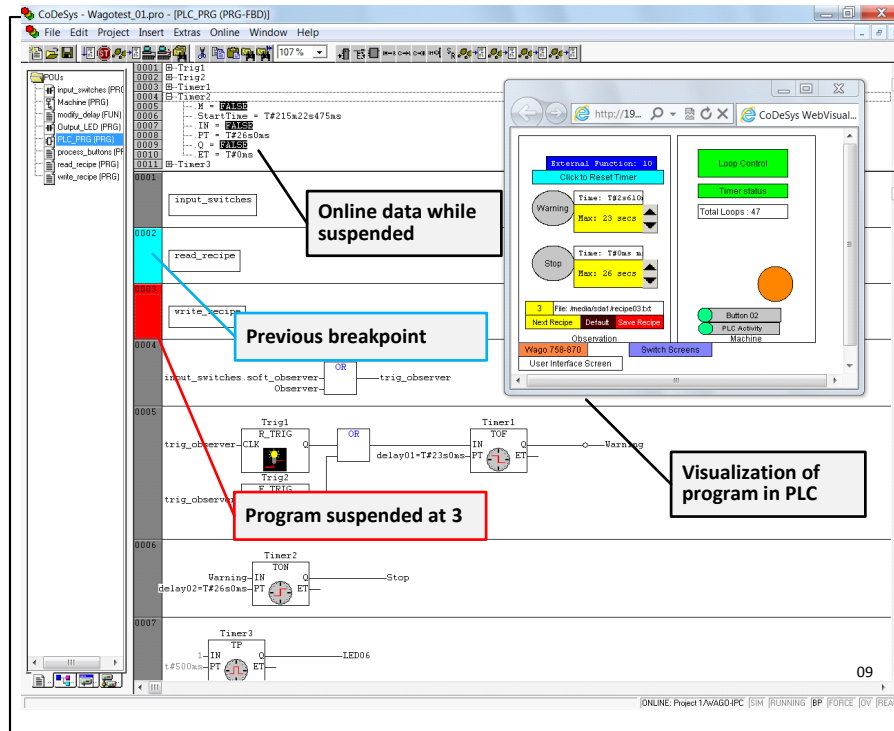 CoDeSys - Wagotest_01.pro - [PLC_PRG (PRG-FBD)]
File Edit Project Insert Extras Online Window Help
107 %
POUs
input_switches (PRG
Machine (PRG)
modify_delay (FUN)
Output_LED (PRG)
PLC_PRG (PRG)
process_buttons (PF
read_recipe (PRG)
write_recipe (PRG)
0001 Trig1
0002 Trig2
0003 Timer1
0004 Timer2
0005 M = FALSE
0006 StartTime = T#215m22s475ms
0007 IN = FALSE
0008 PT = T#26s0ms
0009 Q = FALSE
0010 ET = T#0ms
0011 Timer3
0001
input_switches
0002
read_recipe
0003
write_recipe
0004
OR
input_switches.soft_observer
trig_observer
Observer
0005
Trig1
R_TRIG
trig_observer CLK Q
OR
Timer1
TOF
IN Q
Warning
delay01=T#23s0ms PT ET
Trig2
F_TRIG
trig_observer
0006
Timer2
TON
Warning IN Q Stop
delay02=T#26s0ms PT ET
0007
Timer3
TP
1 IN Q LED06
t#500ms PT ET
Online data while
suspended
Previous breakpoint
Program suspended at 3
Visualization of
program in PLC
http://19...
CoDeSys WebVisual...
External Function: 10
Click to Reset Timer
Warning
Time: T#2s610m
Max: 23 secs
Stop
Time: T#0ms m
Max: 26 secs
3 File: /media/sda1/recipe03.txt
Next Recipe Default Save Recipe
Observation
Loop Control
Timer status
Total Loops : 47
Button 02
PLC Activity
Machine
Wago 758-870
Switch Screens
User Interface Screen
09
ONLINE: Project 1/WAGO-IPC SIM RUNNING BP FORCE OV REA